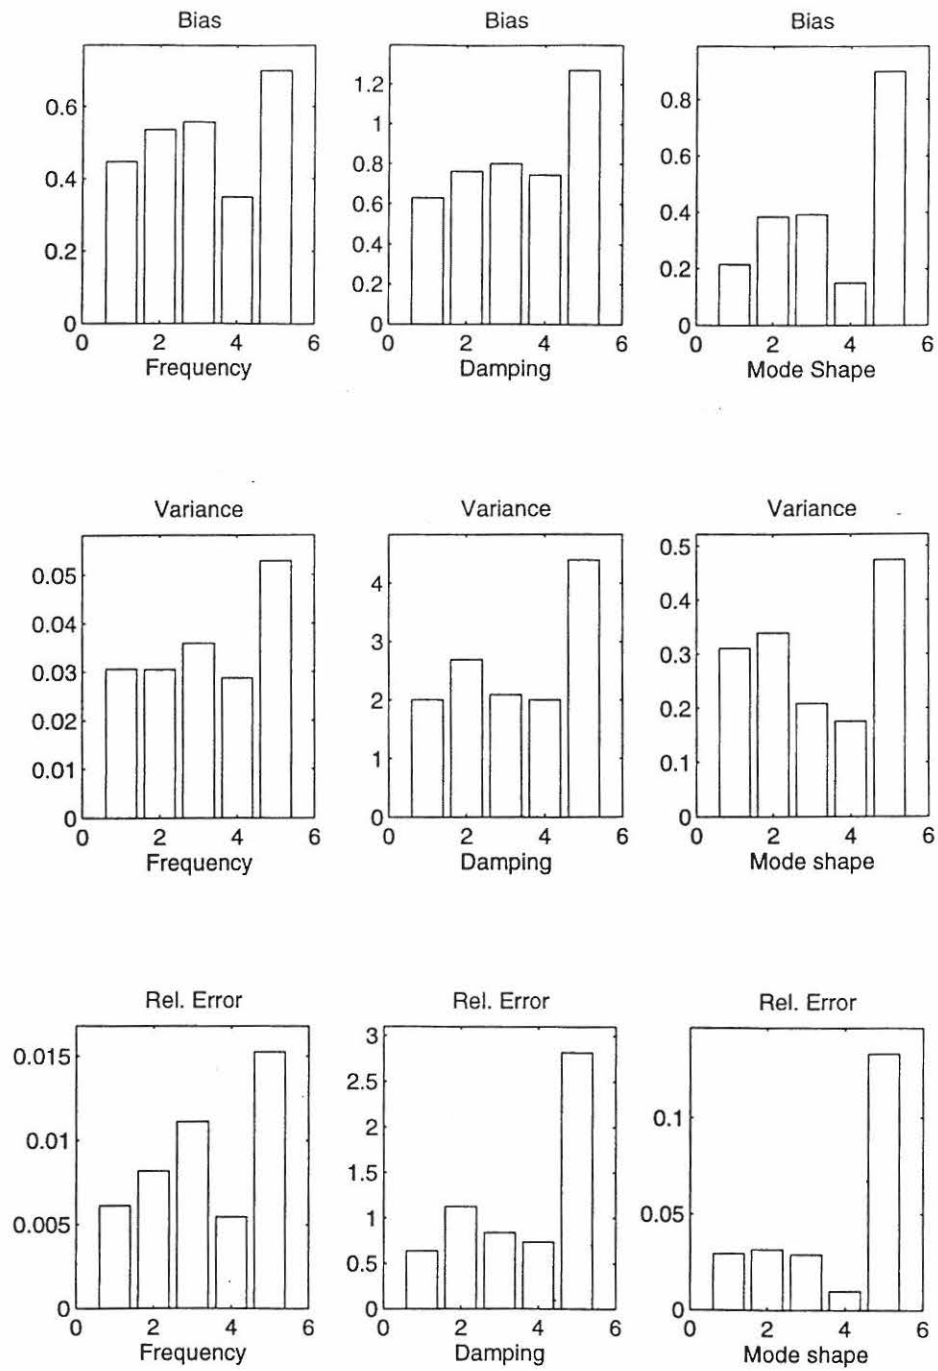 Bias Bias Bias
0.6 1.2 0.8
0.4 1 0.6
0.2 0.8 0.4
0 0.6 0.2
0.4 0
0.2
0
0 2 4 6 0 2 4 6 0 2 4 6
Frequency Damping Mode Shape
Variance Variance Variance
0.05 4 0.5
0.04 3 0.4
0.03 2 0.3
0.02 1 0.2
0.01 0 0.1
0 0
0 2 4 6 0 2 4 6 0 2 4 6
Frequency Damping Mode shape
Rel. Error Rel. Error Rel. Error
0.015 3 0.1
0.01 2.5 0.05
0.005 2 0
0 1.5
1
0.5
0
0 2 4 6 0 2 4 6 0 2 4 6
Frequency Damping Mode shape